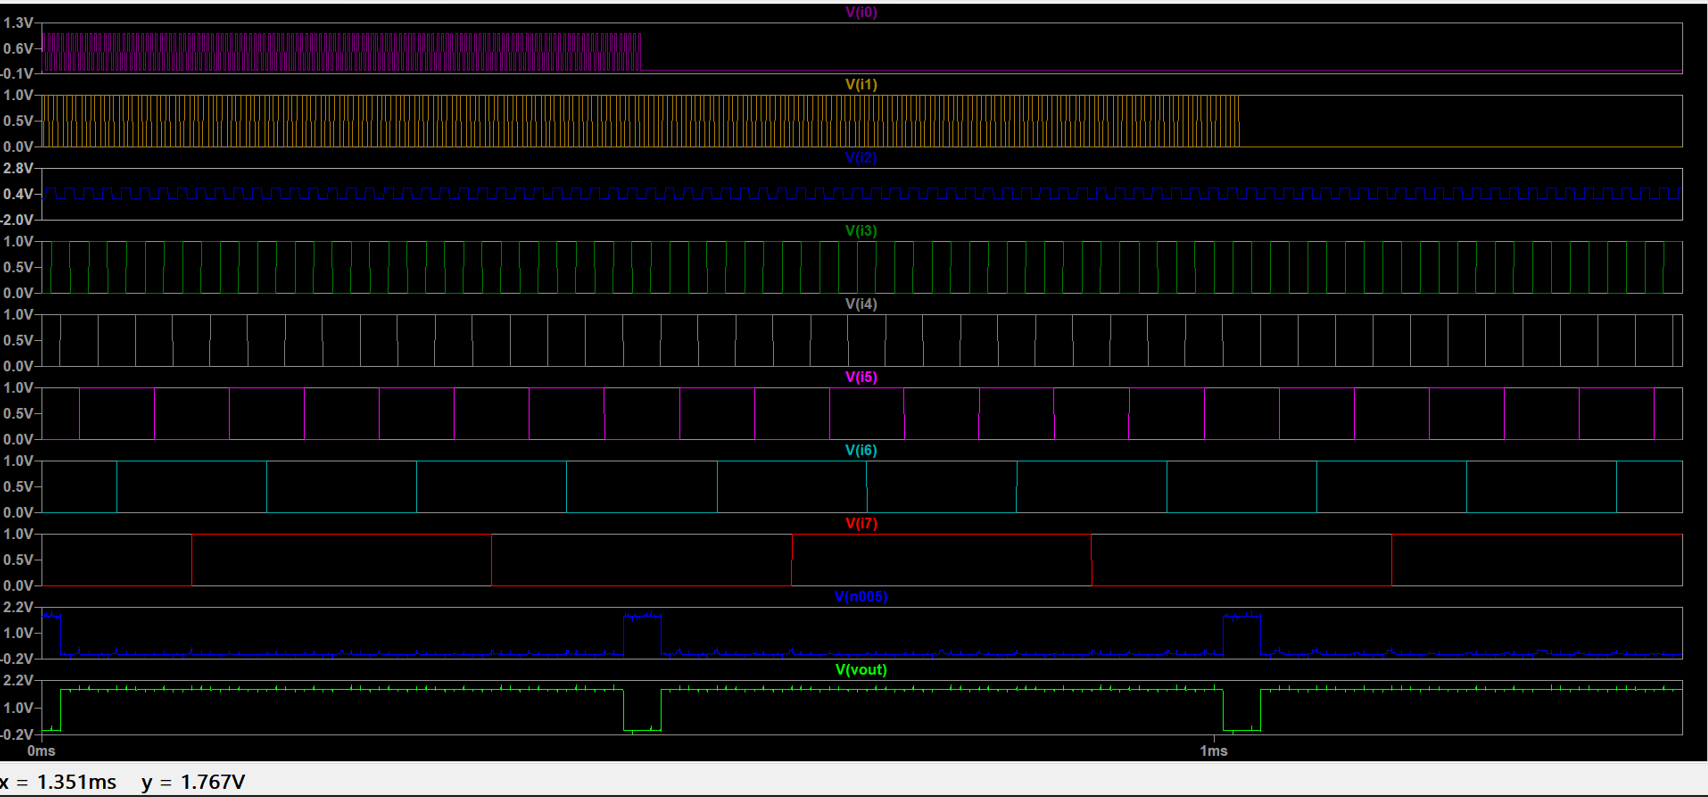 V(i0)
1.3V
0.6V
-0.1V
V(i1)
1.0V
0.5V
0.0V
V(i2)
2.8V
0.4V
-2.0V
V(i3)
1.0V
0.5V
0.0V
V(i4)
1.0V
0.5V
0.0V
V(i5)
1.0V
0.5V
0.0V
V(i6)
1.0V
0.5V
0.0V
V(i7)
1.0V
0.5V
0.0V
V(n006)
2.2V
1.0V
-0.2V
V(vout)
2.2V
1.0V
-0.2V
0ms 1ms
x = 1.351ms y = 1.767V